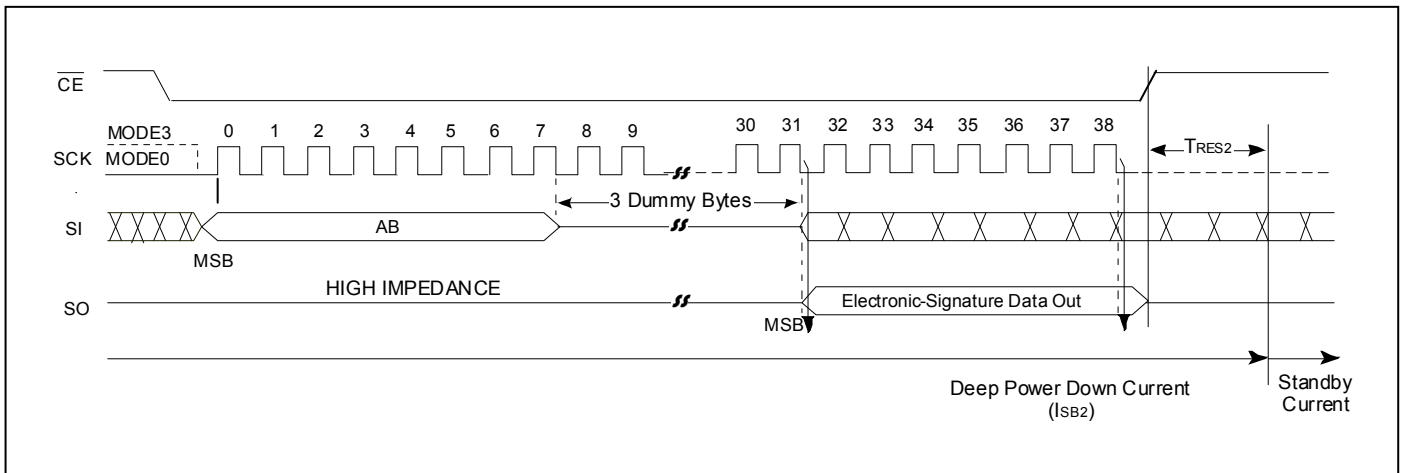 CE
MODE3
0 1 2 3 4 5 6 7 8 9 30 31 32 33 34 35 36 37 38
SCK MODE0
TRES2
3 Dummy Bytes
SI
AB
MSB
HIGH IMPEDANCE
SO
Electronic-Signature Data Out
MSB
Deep Power Down Current
(ISB2)
Standby
Current